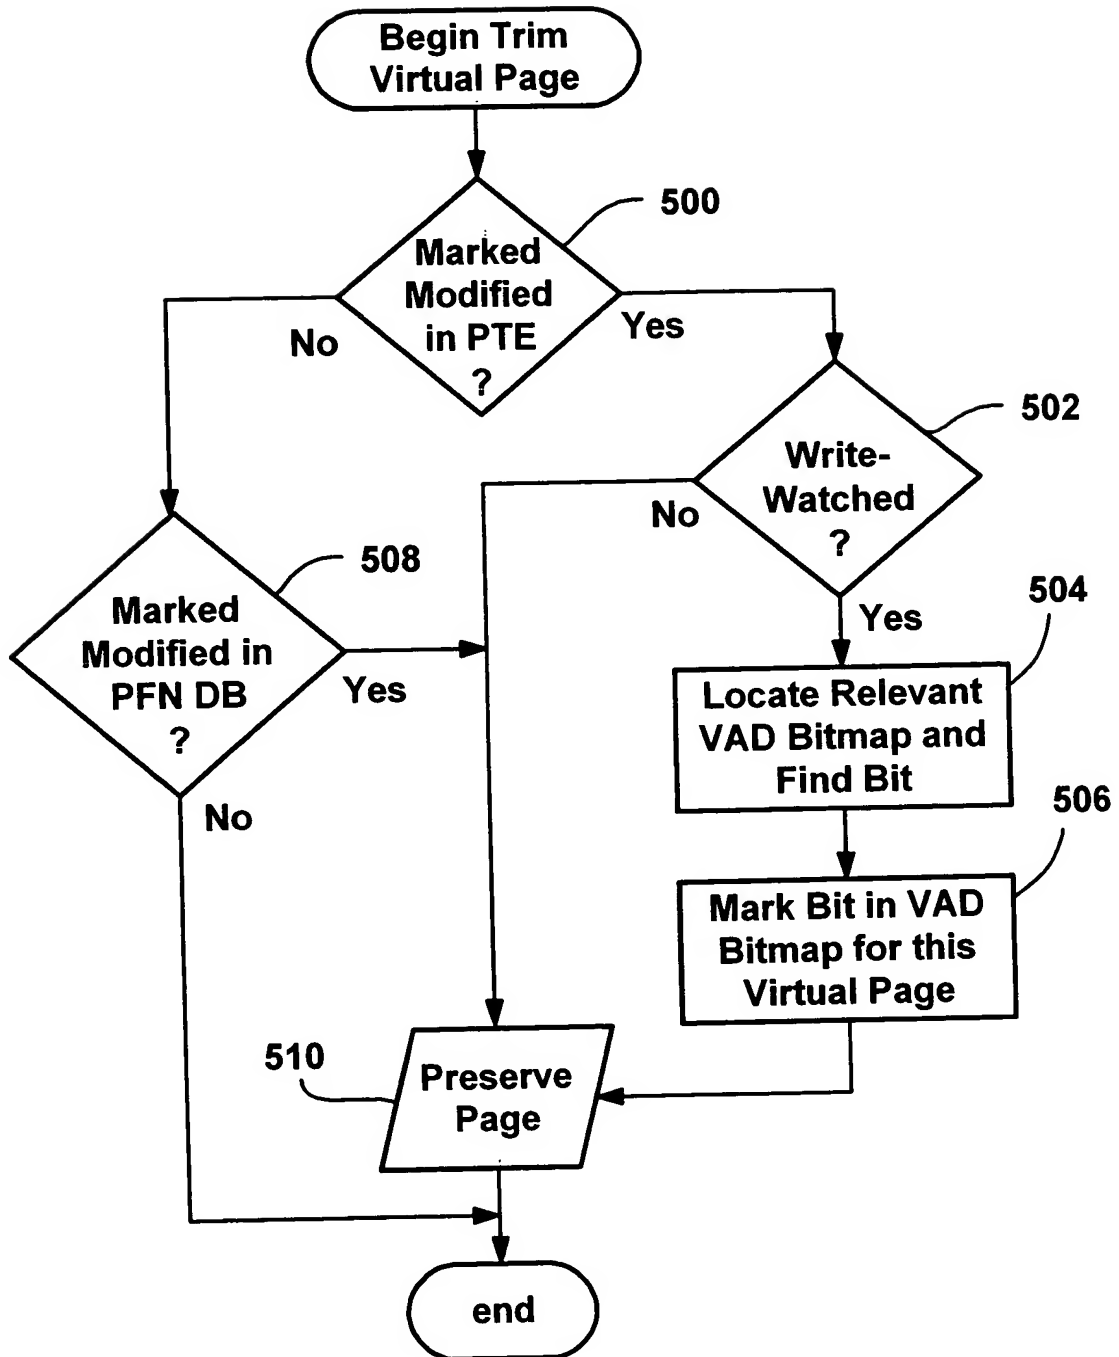 Begin Trim
Virtual Page
500
Marked
Modified
in PTE
?
No
Yes
502
Write-
Watched
?
No
Yes
508
Marked
Modified in
PFN DB
?
Yes
No
504
Locate Relevant
VAD Bitmap and
Find Bit
506
Mark Bit in VAD
Bitmap for this
Virtual Page
510
Preserve
Page
end